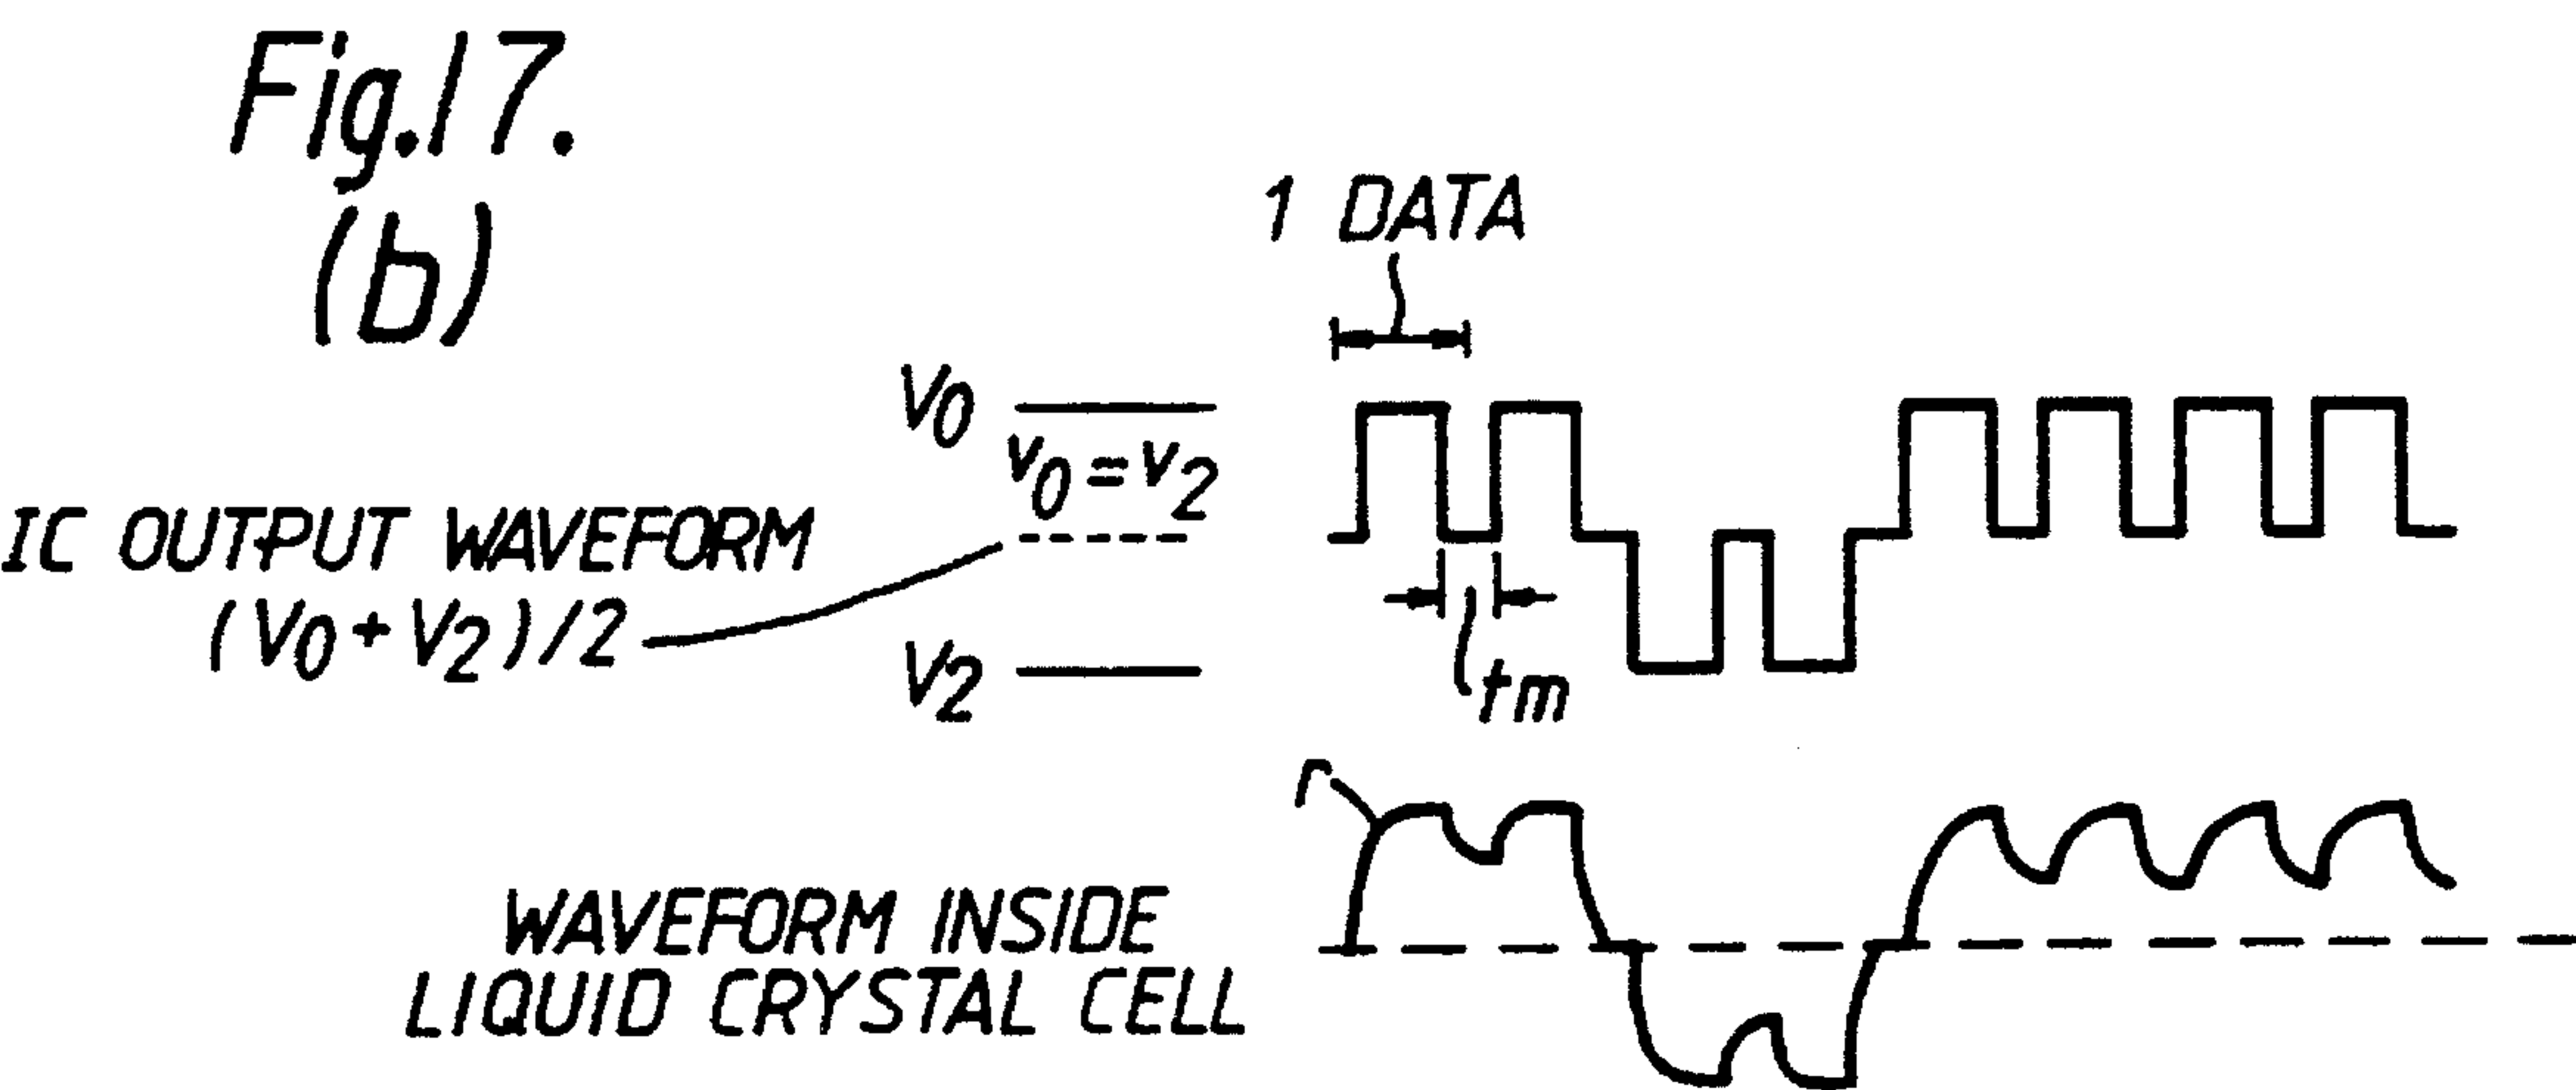 Fig.17.
(b)
1 DATA
V0
v0=v2
IC OUTPUT WAVEFORM
(V0+V2)/2
V2
tm
r
WAVEFORM INSIDE
LIQUID CRYSTAL CELL